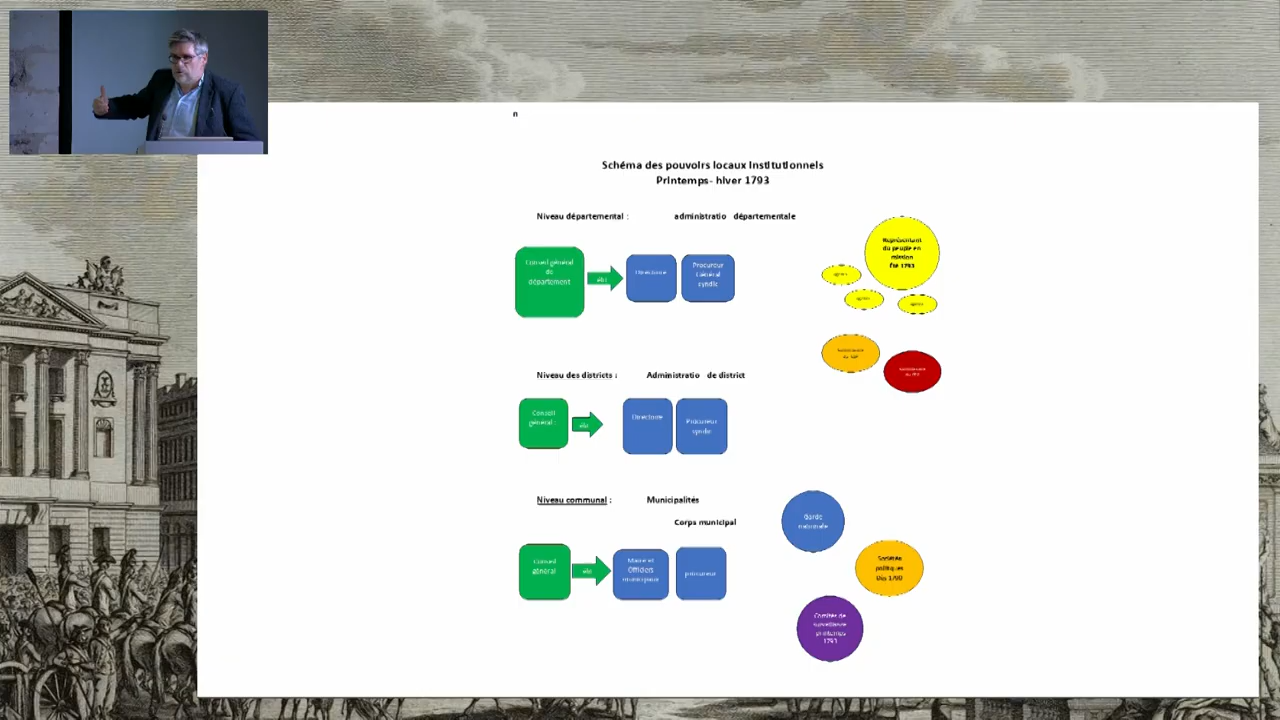 n
Schéma des pouvoirs locaux institutionnels
Printemps- hiver 1793
Niveau départemental : administratio départementale
Conseil général
de
département
élit
Directoire
Procureur
Général
syndic
Représentant
du peuple en
mission
Été 1793
Niveau des districts : Administratio de district
Conseil
général :
élit
Directoire
Procureur
syndic
Niveau communal : Municipalités
Corps municipal
Conseil
général
élit
Maire et
Officiers
municipaux
procureur
Garde
nationale
Sociétés
politiques
Dès 1790
Comités de
surveillance
printemps
1793